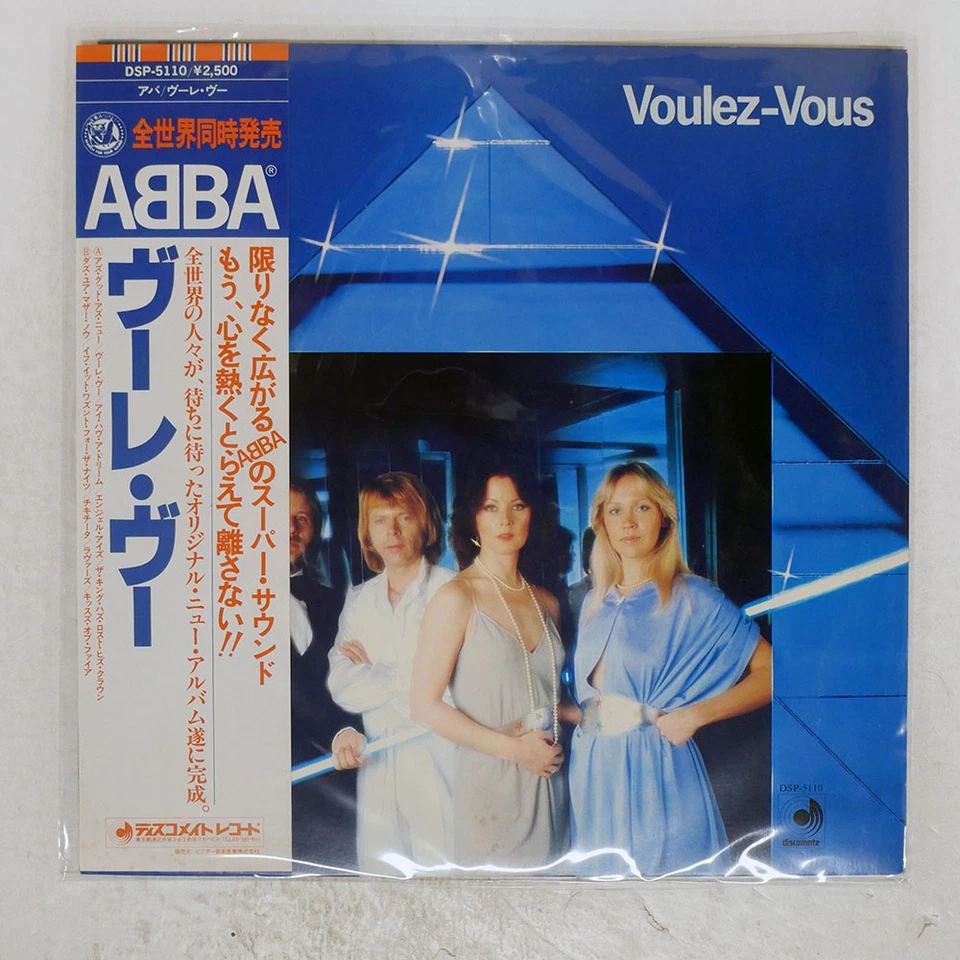 DSP-5110/¥2,500
アバ/ヴーレ・ヴー
全世界同時発売
ABBA®
限りなく広がるABBAのスーパー・サウンド
もう、心を熱くとらえて離さない!!
全世界の人々が、待ちに待ったオリジナル・ニュー・アルバム遂に完成。
ヴーレ・ヴー
Ⓐアズ・グッド・アズ・ニュー/ヴーレ・ヴー/アイ・ハヴ・ア・ドリーム/エンジェル・アイズ/ザ・キング・ハズ・ロスト・ヒズ・クラウン
Ⓑダズ・ユア・マザー・ノウ/イフ・イット・ワズント・フォー・ザ・ナイツ/チキチータ/ラヴァーズ/キッスズ・オブ・ファイア
ディスコメイトレコード
Voulez-Vous
DSP-5110
discomate